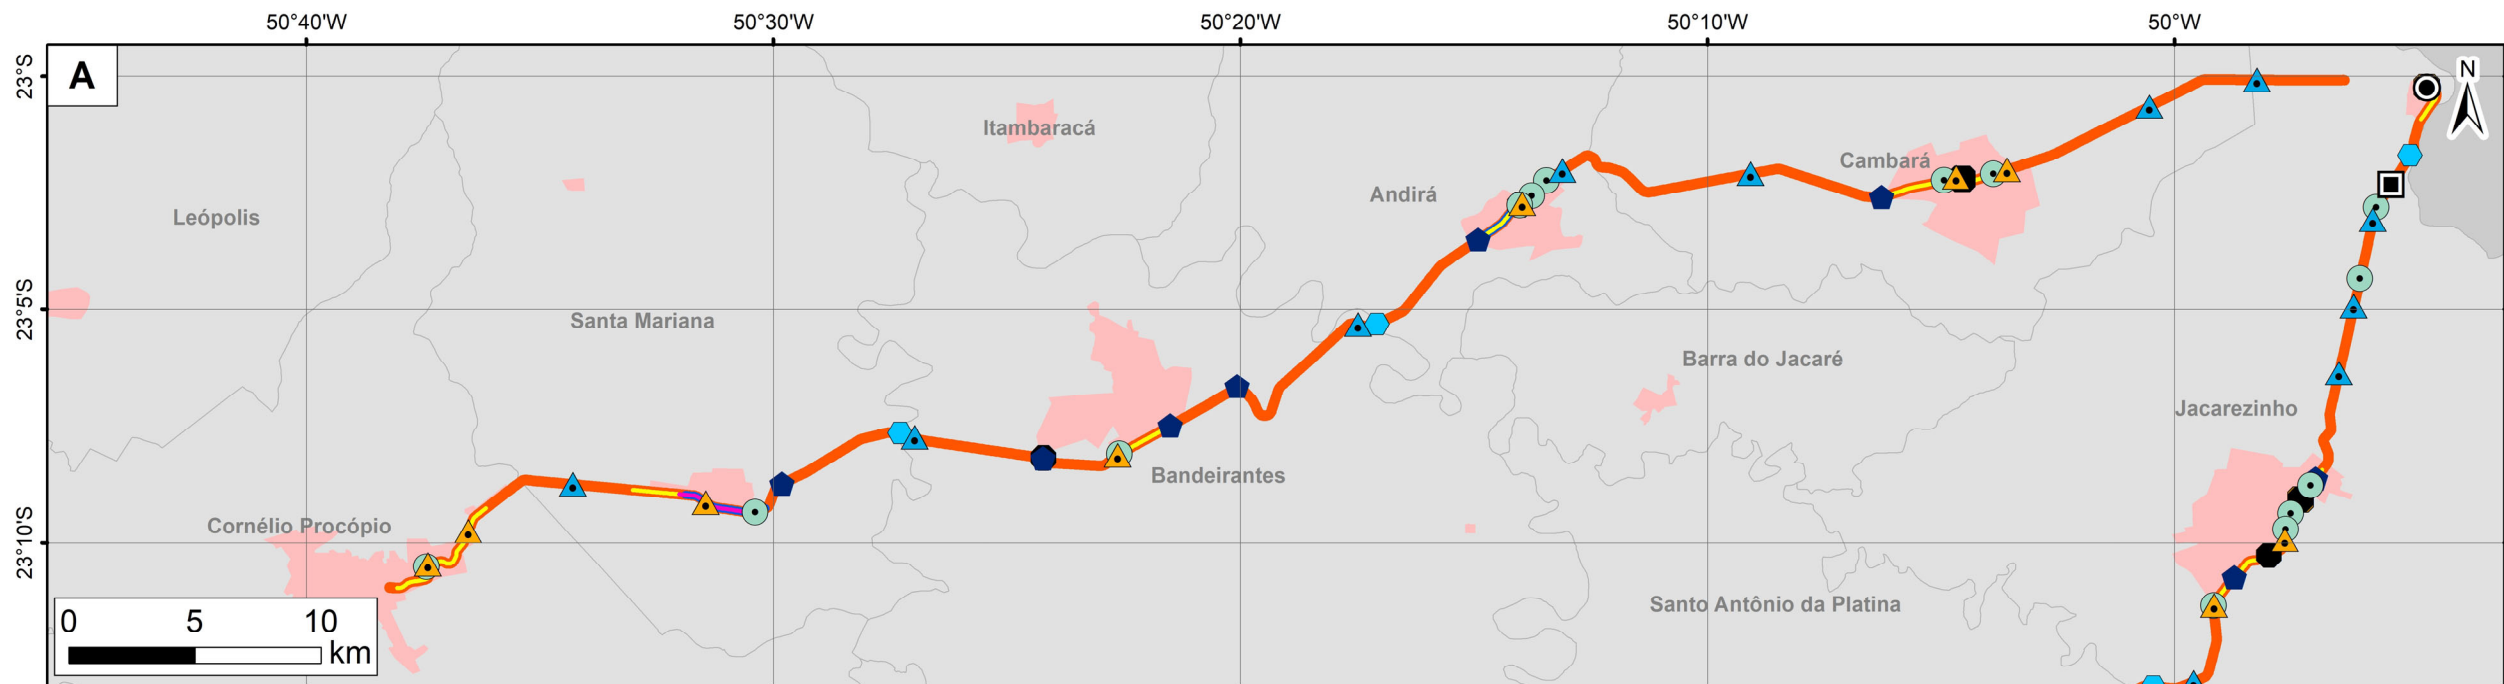 50°40'W 50°30'W 50°20'W 50°10'W 50°W
A
N
23°S
Itambaracá
Cambará
Andirá
Leópolis
23°5'S
Santa Mariana
Barra do Jacaré
Jacarezinho
Bandeirantes
Cornélio Procópio
23°10'S
Santo Antônio da Platina
0 5 10
km